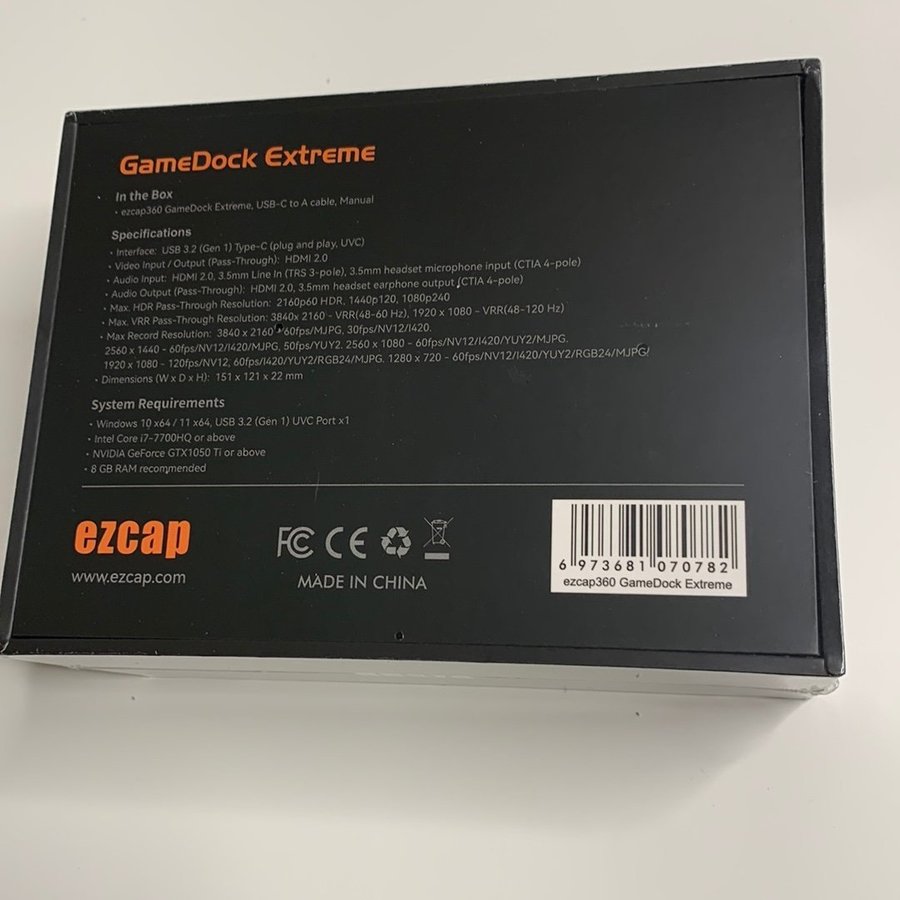 GameDock Extreme
In the Box
• ezcap360 GameDock Extreme, USB-C to A cable, Manual
Specifications
• Interface: USB 3.2 (Gen 1) Type-C (plug and play, UVC)
• Video Input / Output (Pass-Through): HDMI 2.0
• Audio Input: HDMI 2.0, 3.5mm Line In (TRS 3-pole), 3.5mm headset microphone input (CTIA 4-pole)
• Audio Output (Pass-Through): HDMI 2.0, 3.5mm headset earphone output (CTIA 4-pole)
• Max. HDR Pass-Through Resolution: 2160p60 HDR, 1440p120, 1080p240
• Max. VRR Pass-Through Resolution: 3840x 2160 - VRR(48-60 Hz), 1920 x 1080 - VRR(48-120 Hz)
• Max Record Resolution: 3840 x 2160 - 60fps/MJPG, 30fps/NV12/I420.
2560 x 1440 - 60fps/NV12/I420/MJPG, 50fps/YUY2. 2560 x 1080 - 60fps/NV12/I420/YUY2/MJPG.
1920 x 1080 - 120fps/NV12, 60fps/I420/YUY2/RGB24/MJPG. 1280 x 720 - 60fps/NV12/I420/YUY2/RGB24/MJPG.
• Dimensions (W x D x H): 151 x 121 x 22 mm
System Requirements
• Windows 10 x64 / 11 x64, USB 3.2 (Gen 1) UVC Port x1
• Intel Core i7-7700HQ or above
• NVIDIA GeForce GTX1050 Ti or above
• 8 GB RAM recommended
ezcap
www.ezcap.com
FC CE
MADE IN CHINA
6 973681 070782
ezcap360 GameDock Extreme